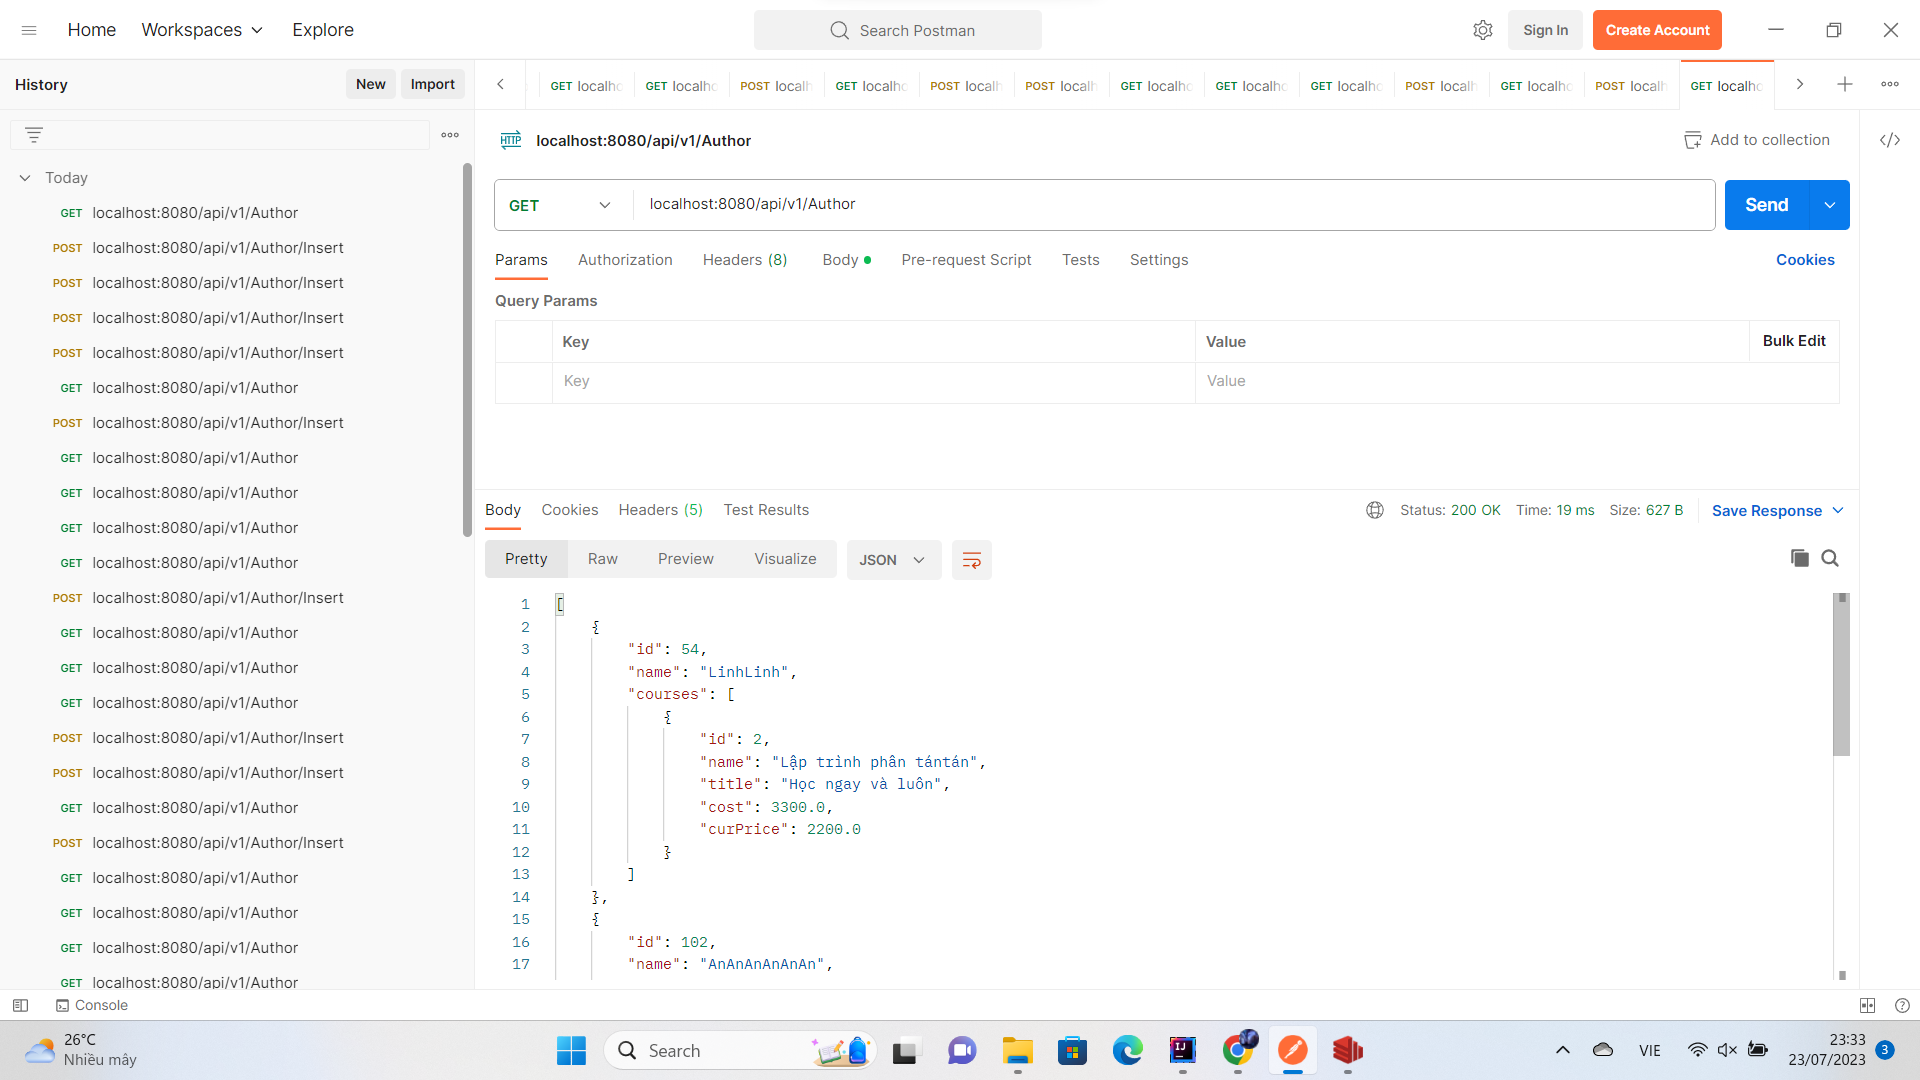 Home
Workspaces
Explore
Search Postman
Sign In
Create Account
History
New
Import
GET localho
GET localho
POST localh
GET localho
POST localh
POST localh
GET localho
GET localho
GET localho
POST localh
GET localho
POST localh
GET localho
HTTP
localhost:8080/api/v1/Author
Add to collection
Today
GET localhost:8080/api/v1/Author
POST localhost:8080/api/v1/Author/Insert
POST localhost:8080/api/v1/Author/Insert
POST localhost:8080/api/v1/Author/Insert
POST localhost:8080/api/v1/Author/Insert
GET localhost:8080/api/v1/Author
POST localhost:8080/api/v1/Author/Insert
GET localhost:8080/api/v1/Author
GET localhost:8080/api/v1/Author
GET localhost:8080/api/v1/Author
GET localhost:8080/api/v1/Author
POST localhost:8080/api/v1/Author/Insert
GET localhost:8080/api/v1/Author
GET localhost:8080/api/v1/Author
GET localhost:8080/api/v1/Author
POST localhost:8080/api/v1/Author/Insert
POST localhost:8080/api/v1/Author/Insert
GET localhost:8080/api/v1/Author
POST localhost:8080/api/v1/Author/Insert
GET localhost:8080/api/v1/Author
GET localhost:8080/api/v1/Author
GET localhost:8080/api/v1/Author
GET localhost:8080/api/v1/Author
GET
localhost:8080/api/v1/Author
Send
Params
Authorization
Headers (8)
Body
Pre-request Script
Tests
Settings
Cookies
Query Params
Key
Value
Bulk Edit
Key
Value
Body
Cookies
Headers (5)
Test Results
Status: 200 OK
Time: 19 ms
Size: 627 B
Save Response
Pretty
Raw
Preview
Visualize
JSON
1 [
2 {
3 "id": 54,
4 "name": "LinhLinh",
5 "courses": [
6 {
7 "id": 2,
8 "name": "Lập trình phân tántán",
9 "title": "Học ngay và luôn",
10 "cost": 3300.0,
11 "curPrice": 2200.0
12 }
13 ]
14 },
15 {
16 "id": 102,
17 "name": "AnAnAnAnAnAn",
Console
26°C
Nhiều mây
Search
IJ
VIE
23:33
23/07/2023
3